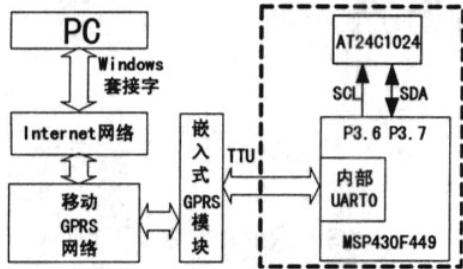 PC
Windows
套接字
Internet网络
移动
GPRS
网络
嵌
入
式
GPRS
模
块
TTU
AT24C1024
SCL
SDA
P3.6 P3.7
内部
UART0
MSP430F449